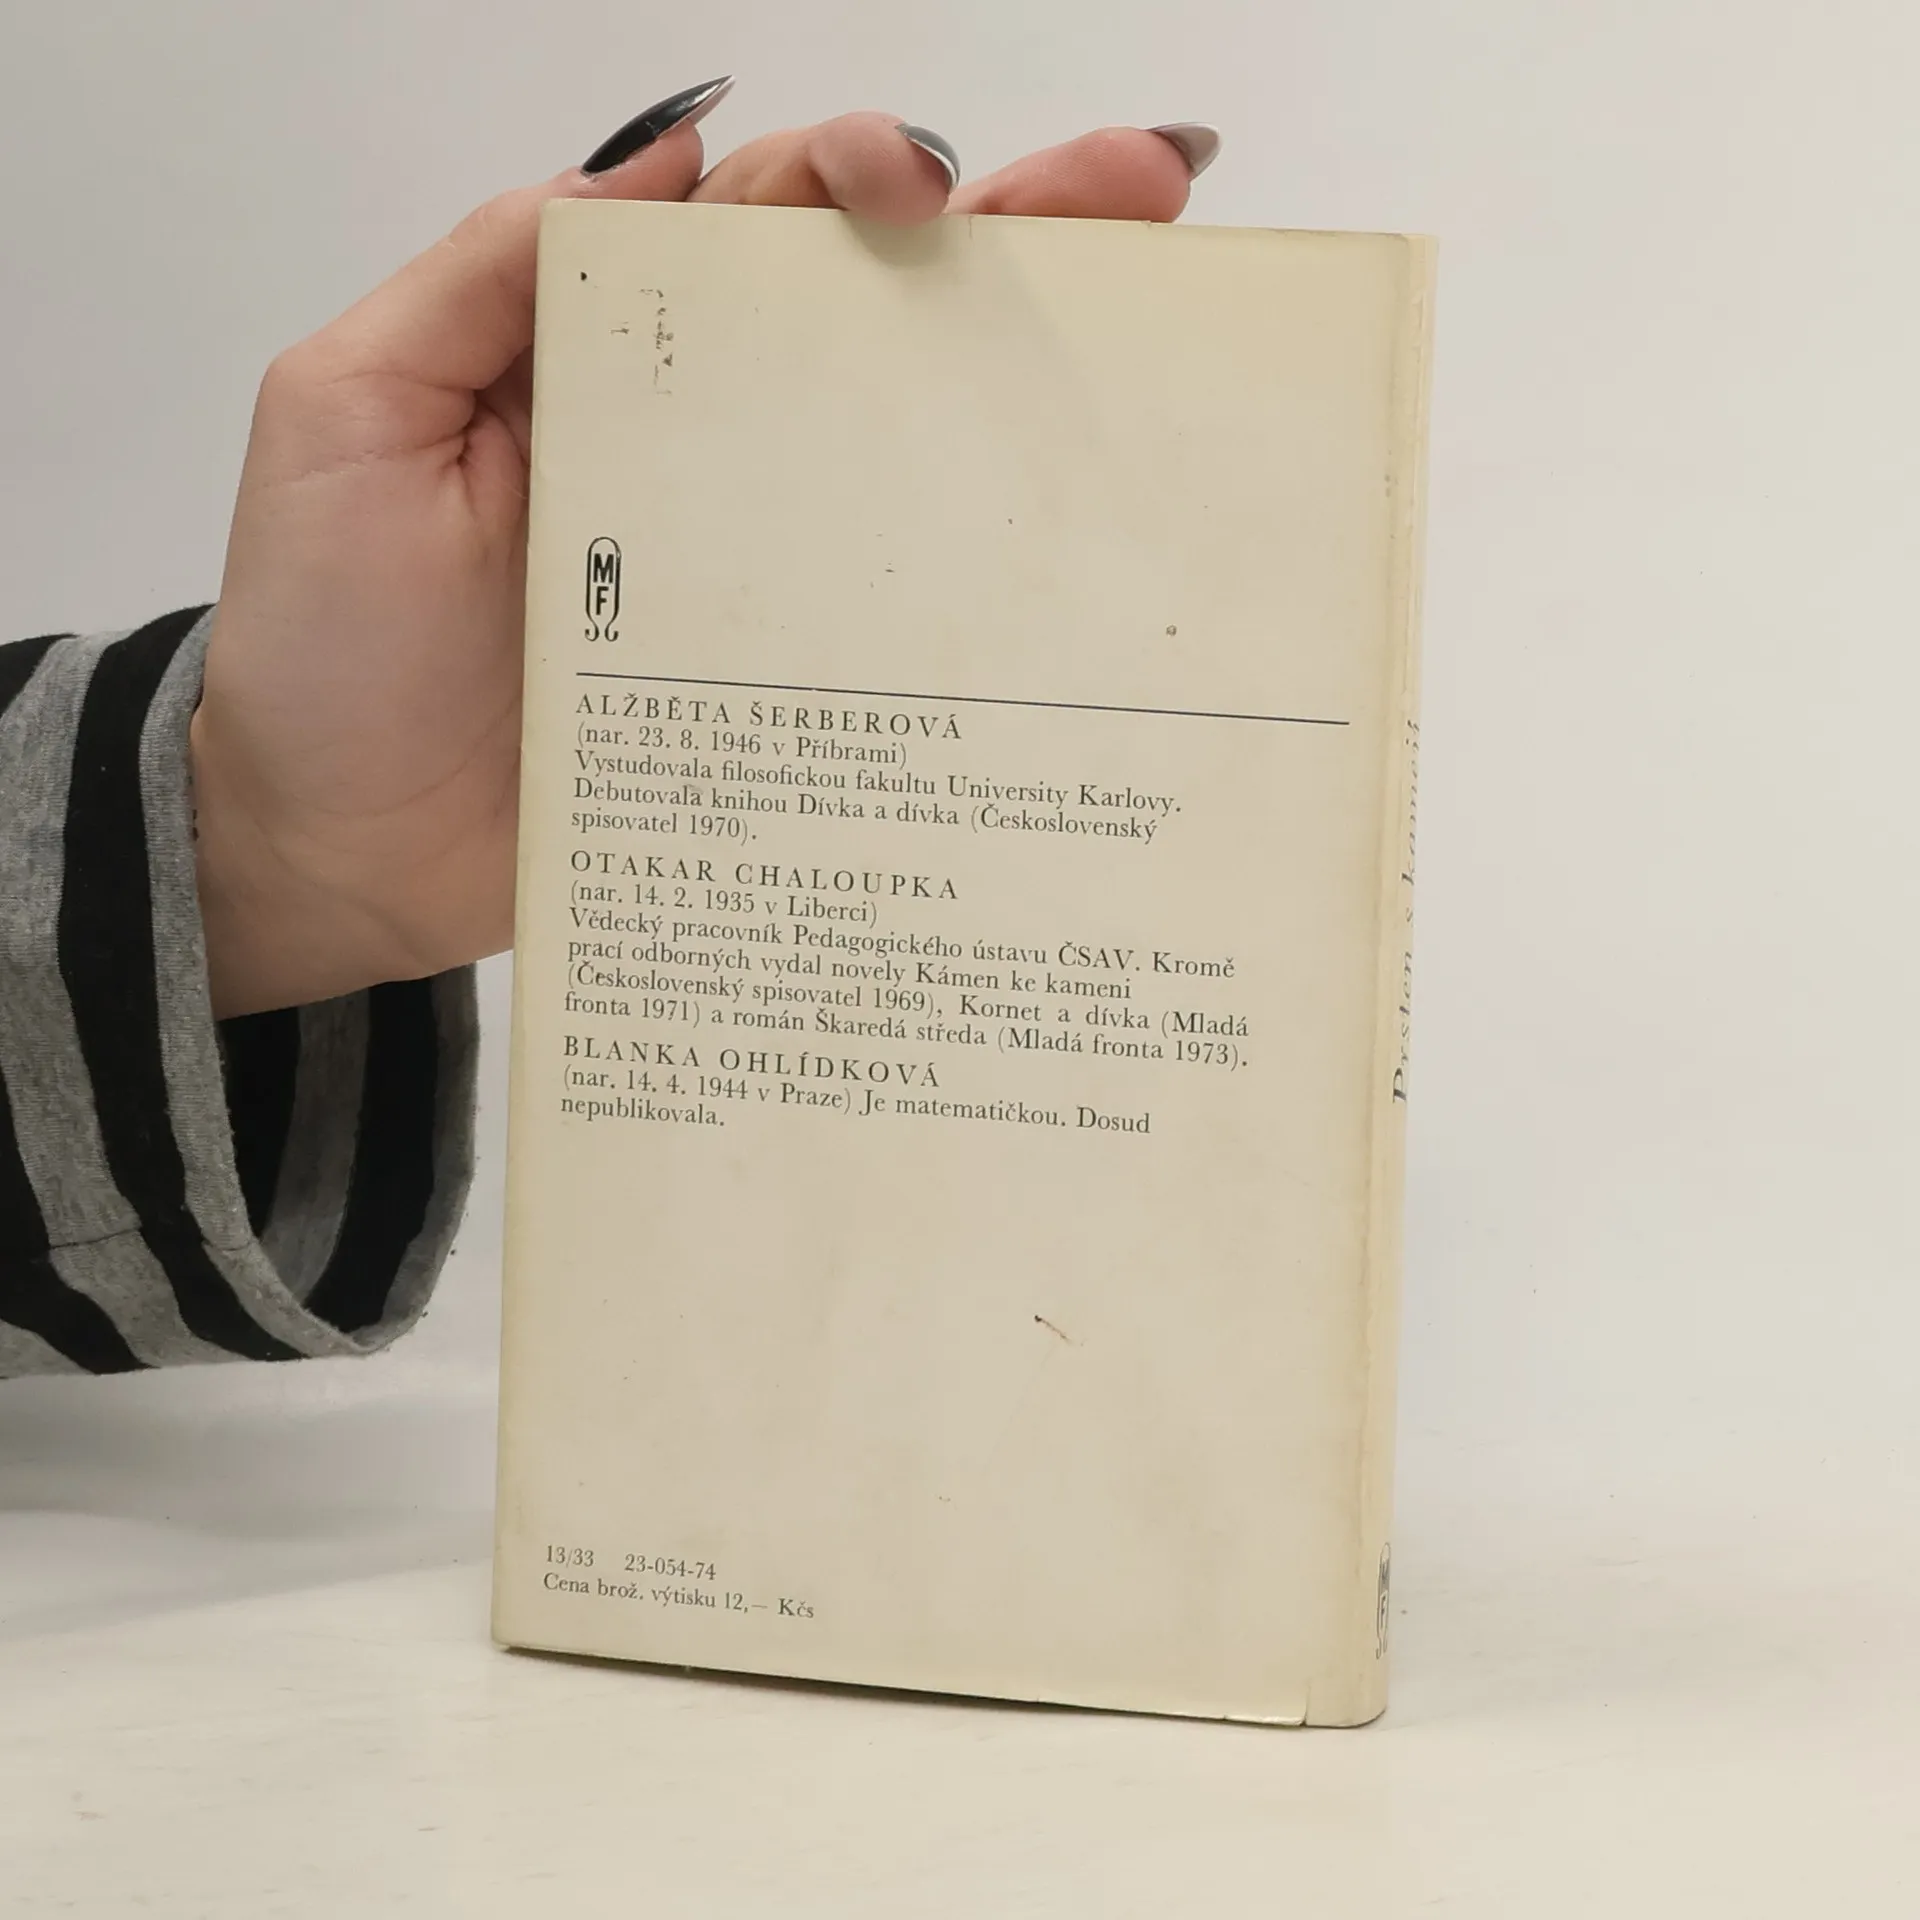 MF
ALŽBĚTA ŠERBEROVÁ
(nar. 23. 8. 1946 v Příbrami)
Vystudovala filosofickou fakultu University Karlovy.
Debutovala knihou Dívka a dívka (Československý
spisovatel 1970).
OTAKAR CHALOUPKA
(nar. 14. 2. 1935 v Liberci)
Vědecký pracovník Pedagogického ústavu ČSAV. Kromě
prací odborných vydal novely Kámen ke kameni
(Československý spisovatel 1969), Kornet a dívka (Mladá
fronta 1971) a román Škaredá středa (Mladá fronta 1973).
BLANKA OHLÍDKOVÁ
(nar. 14. 4. 1944 v Praze) Je matematičkou. Dosud
nepublikovala.
13/33 23-054-74
Cena brož. výtisku 12,— Kčs
Prsten s
MF